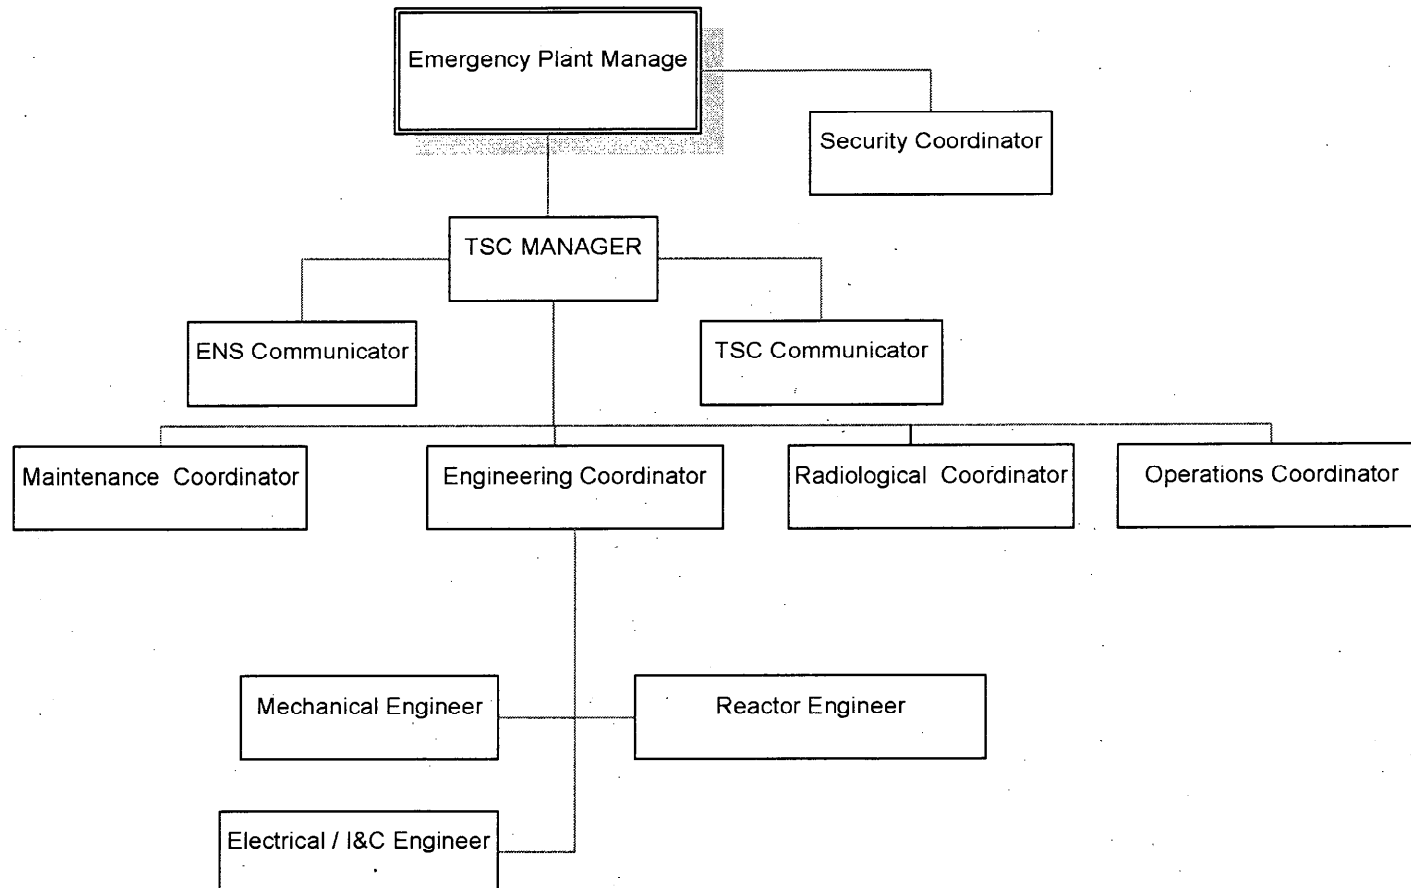 Emergency Plant Manage
Security Coordinator
TSC MANAGER
ENS Communicator
TSC Communicator
Maintenance Coordinator
Engineering Coordinator
Radiological Coordinator
Operations Coordinator
Mechanical Engineer
Reactor Engineer
Electrical / I&C Engineer